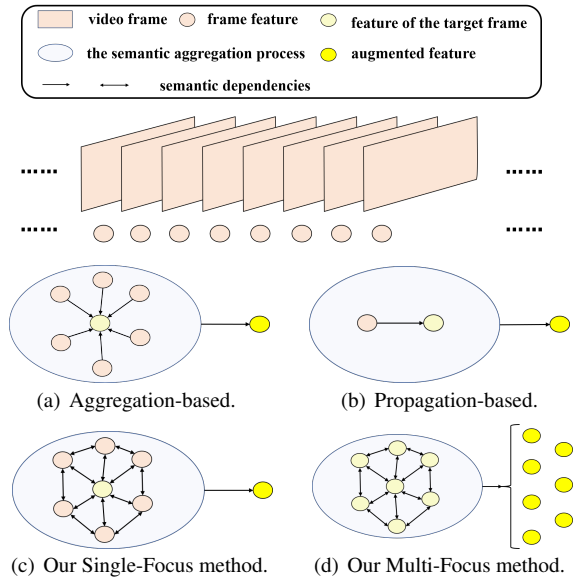 video frame frame feature feature of the target frame
the semantic aggregation process augmented feature
semantic dependencies
...... ......
...... ......
(a) Aggregation-based. (b) Propagation-based.
(c) Our Single-Focus method. (d) Our Multi-Focus method.